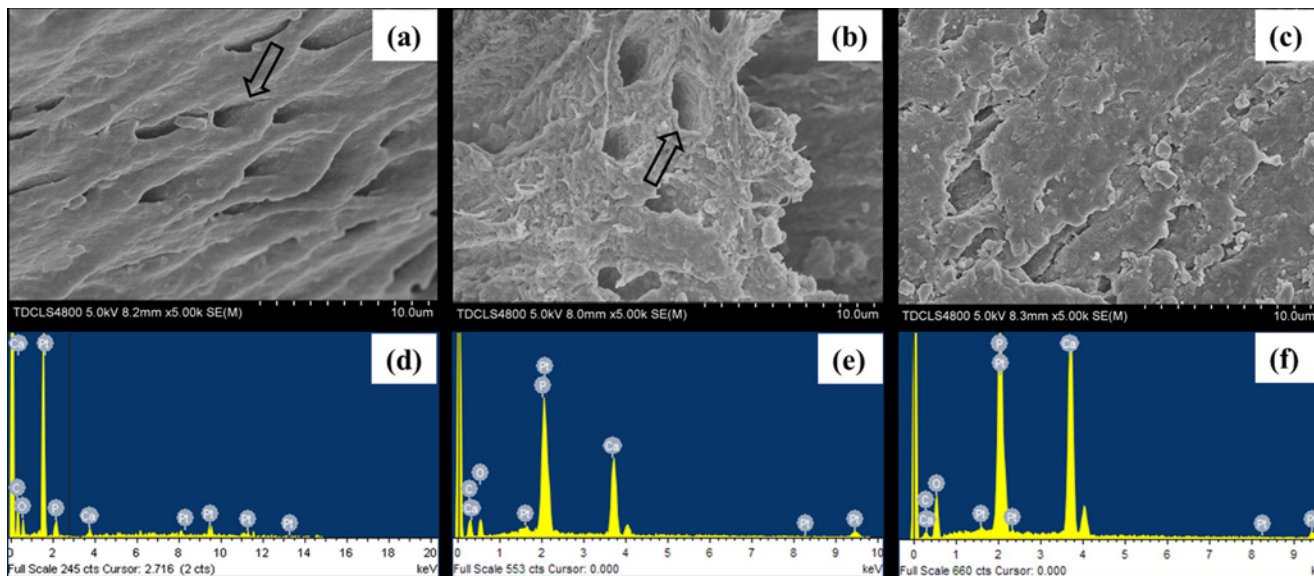 (a)
(b)
(c)
TDCLS4800 5.0kV 8.2mm x5.00k SE(M) 10.0um
TDCLS4800 5.0kV 8.0mm x5.00k SE(M) 10.0um
TDCLS4800 5.0kV 8.3mm x5.00k SE(M) 10.0um
(d)
Ca Pt
C O P Ca Pt Pt Pt Pt
0 2 4 6 8 10 12 14 16 18 20
Full Scale 245 cts Cursor: 2.716 (2 cts) keV
(e)
Pt
P
Ca
O
C
Ca Pt Pt Pt
0 1 2 3 4 5 6 7 8 9 10
Full Scale 553 cts Cursor: 0.000 keV
(f)
P Ca
Pt
O
C
Ca Pt Pt Pt
0 1 2 3 4 5 6 7 8 9
Full Scale 660 cts Cursor: 0.000